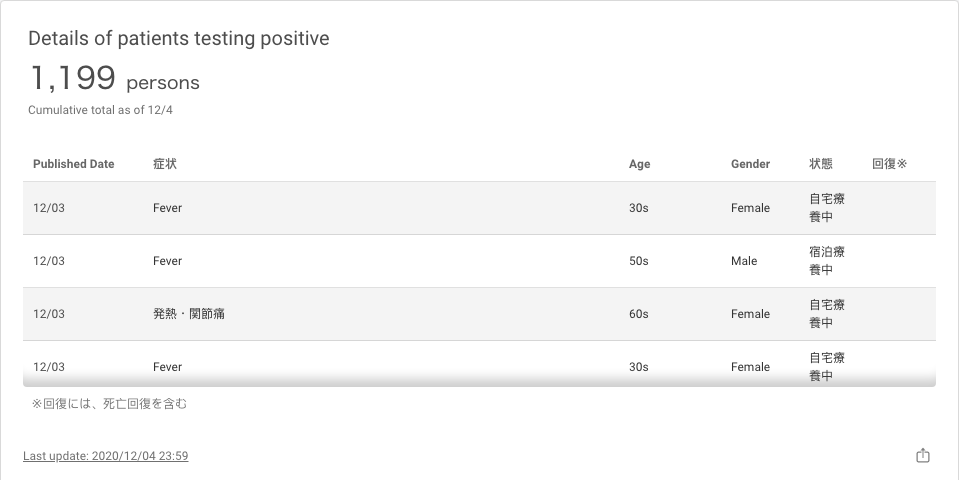 Details of patients testing positive
1,199 persons
Cumulative total as of 12/4
Published Date 症状 Age Gender 状態 回復※
12/03 Fever 30s Female 自宅療
養中
12/03 Fever 50s Male 宿泊療
養中
12/03 発熱・関節痛 60s Female 自宅療
養中
12/03 Fever 30s Female 自宅療
養中
※回復には、死亡回復を含む
Last update: 2020/12/04 23:59